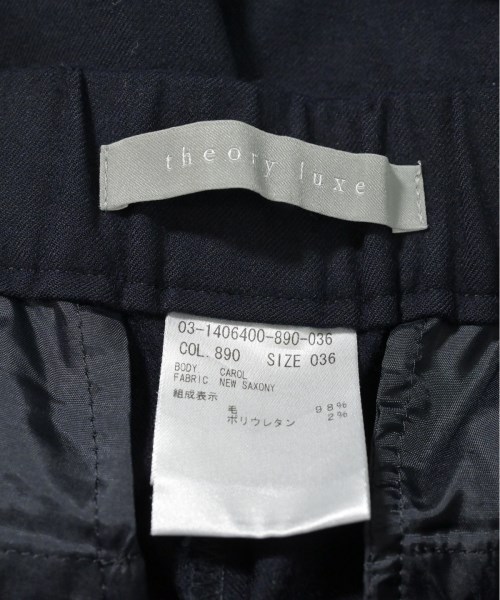 theory luxe
03-1406400-890-036
COL. 890 SIZE 036
BODY CAROL
FABRIC NEW SAXONY
組成表示
毛 98%
ポリウレタン 2%